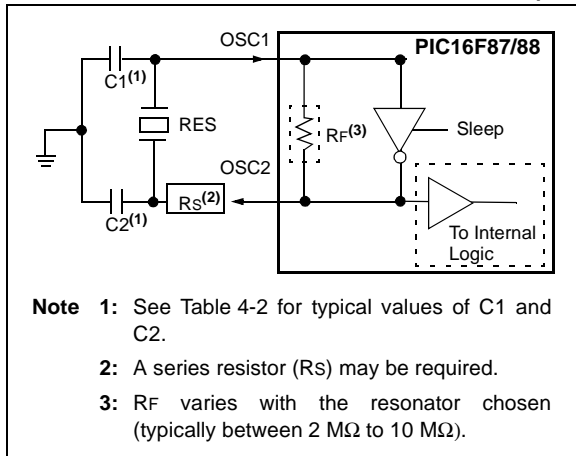 OSC1
PIC16F87/88
C1(1)
RES
RF(3)
Sleep
OSC2
C2(1)
RS(2)
To Internal
Logic
Note 1: See Table 4-2 for typical values of C1 and
C2.
2: A series resistor (RS) may be required.
3: RF varies with the resonator chosen
(typically between 2 MΩ to 10 MΩ).